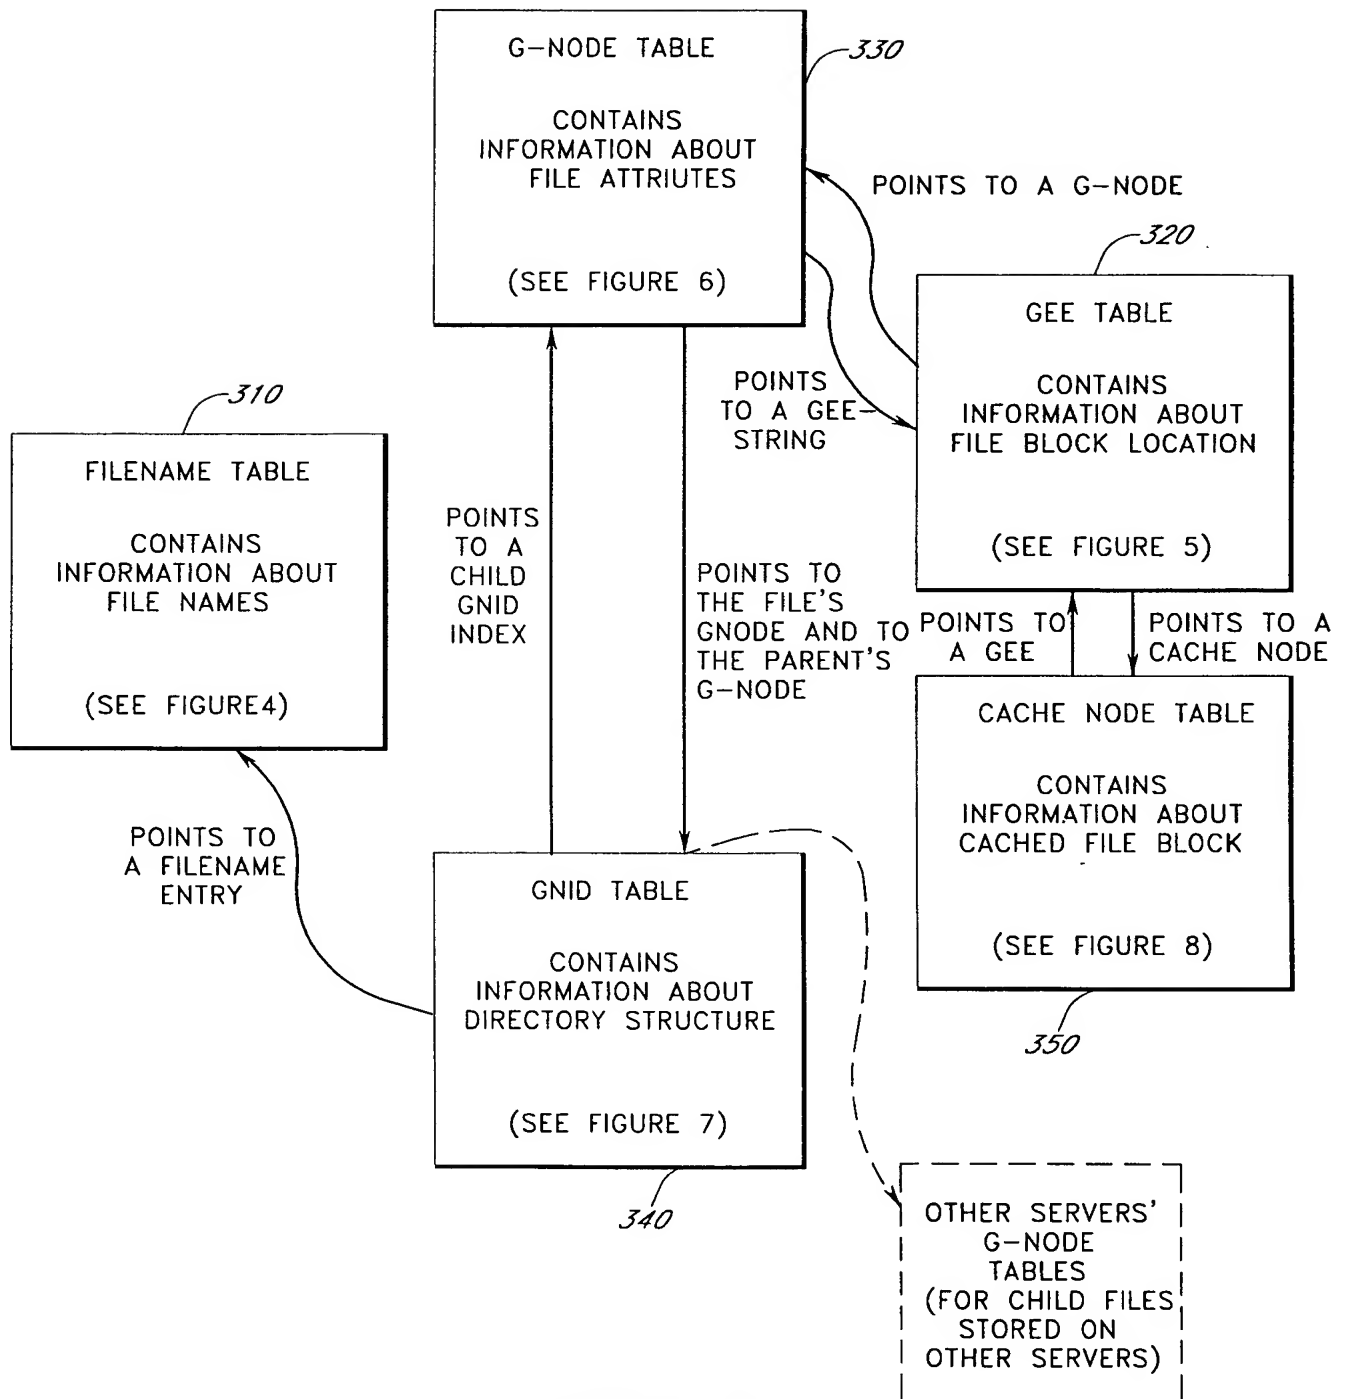 G-NODE TABLE
330
CONTAINS
INFORMATION ABOUT
FILE ATTRIUTES
(SEE FIGURE 6)
POINTS TO A G-NODE
320
GEE TABLE
CONTAINS
INFORMATION ABOUT
FILE BLOCK LOCATION
(SEE FIGURE 5)
POINTS
TO A GEE-
STRING
310
FILENAME TABLE
CONTAINS
INFORMATION ABOUT
FILE NAMES
(SEE FIGURE4)
POINTS
TO A
CHILD
GNID
INDEX
POINTS TO
THE FILE'S
GNODE AND TO
THE PARENT'S
G-NODE
POINTS TO
A GEE
POINTS TO A
CACHE NODE
CACHE NODE TABLE
CONTAINS
INFORMATION ABOUT
CACHED FILE BLOCK
(SEE FIGURE 8)
350
POINTS TO
A FILENAME
ENTRY
GNID TABLE
CONTAINS
INFORMATION ABOUT
DIRECTORY STRUCTURE
(SEE FIGURE 7)
340
OTHER SERVERS'
G-NODE
TABLES
(FOR CHILD FILES
STORED ON
OTHER SERVERS)